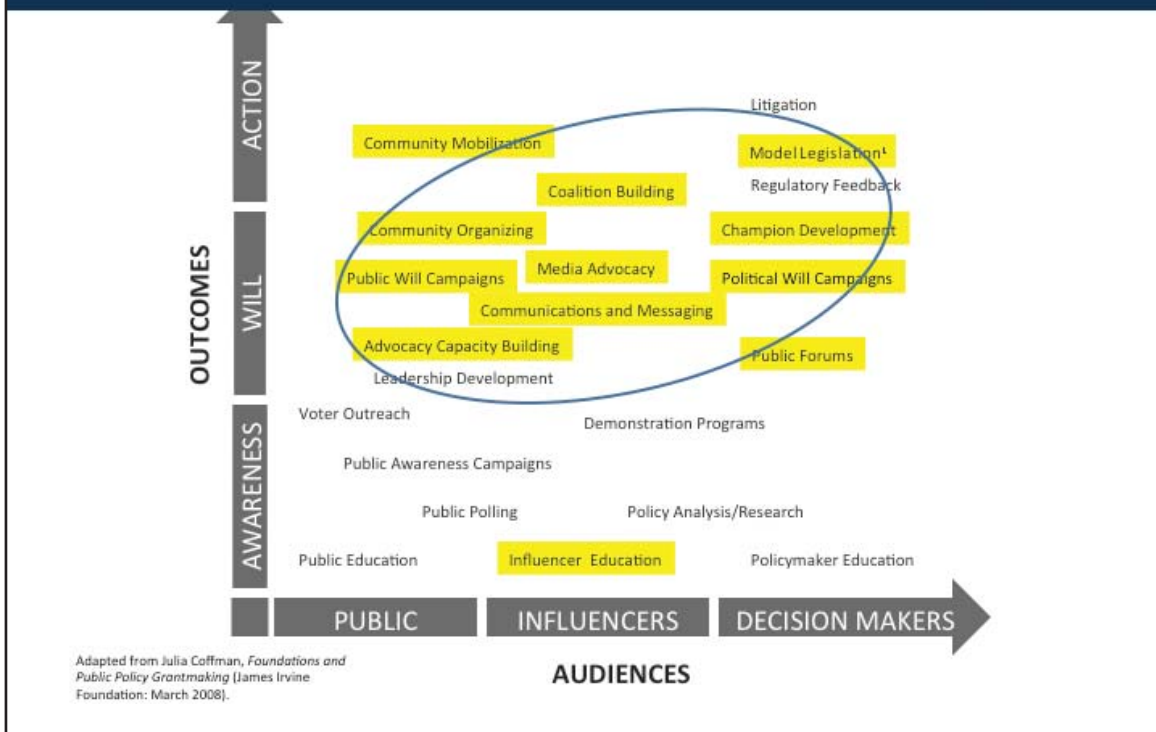 ACTION
Litigation
Community Mobilization
Model Legislation¹
Coalition Building
Regulatory Feedback
OUTCOMES
WILL
Community Organizing
Champion Development
Media Advocacy
Public Will Campaigns
Political Will Campaigns
Communications and Messaging
Advocacy Capacity Building
Public Forums
Leadership Development
AWARENESS
Voter Outreach
Demonstration Programs
Public Awareness Campaigns
Public Polling
Policy Analysis/Research
Public Education
Influencer Education
Policymaker Education
PUBLIC
INFLUENCERS
DECISION MAKERS
AUDIENCES
Adapted from Julia Coffman, Foundations and
Public Policy Grantmaking (James Irvine
Foundation: March 2008).